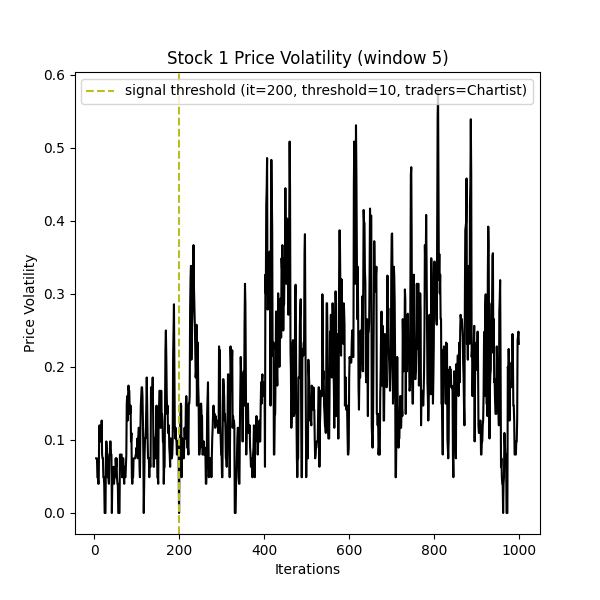 Stock 1 Price Volatility (window 5)
signal threshold (it=200, threshold=10, traders=Chartist)
0.6
0.5
0.4
0.3
0.2
0.1
0.0
Price Volatility
0 200 400 600 800 1000
Iterations